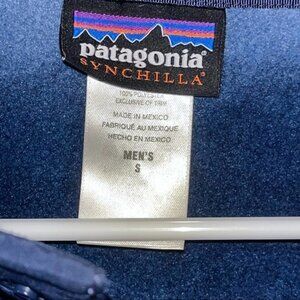 patagonia®
SYNCHILLA®
100% POLYESTER
EXCLUSIVE OF TRIM
MADE IN MEXICO
FABRIQUÉ AU MEXIQUE
HECHO EN MEXICO
MEN'S
S